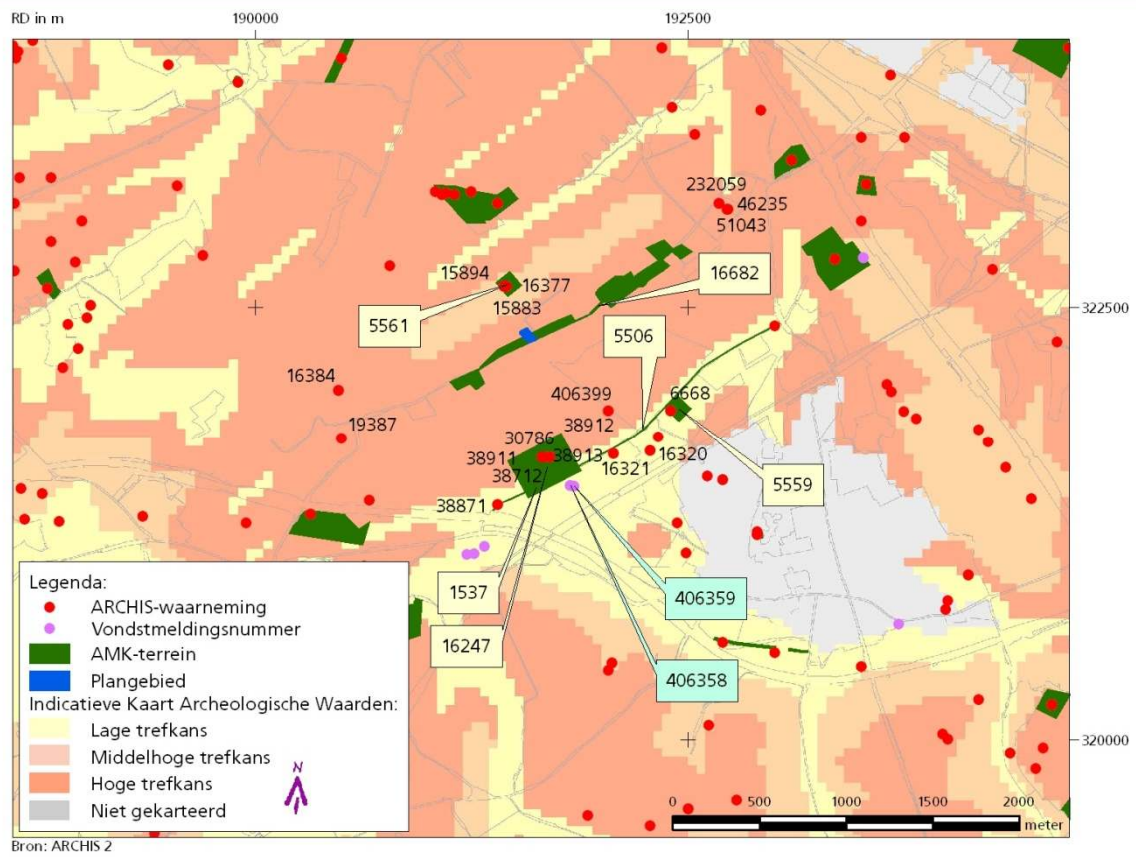 RD in m
190000
192500
232059
46235
51043
15894
16377
16682
5561
15883
322500
5506
16384
406399
6668
38912
19387
30786
38911
38913
16320
38712
16321
5559
38871
Legenda:
ARCHIS-waarneming
Vondstmeldingsnummer
AMK-terrein
Plangebied
Indicatieve Kaart Archeologische Waarden:
Lage trefkans
Middelhoge trefkans
Hoge trefkans
Niet gekarteerd
N
1537
16247
406359
406358
320000
0 500 1000 1500 2000
meter
Bron: ARCHIS 2